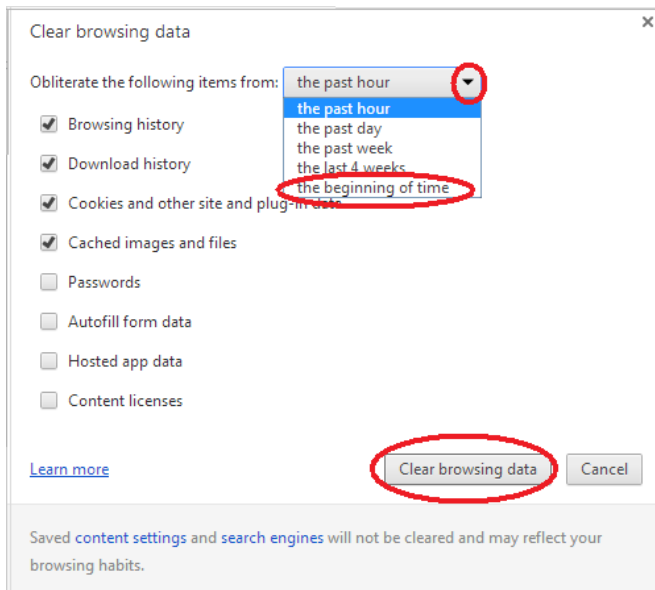 Clear browsing data
Obliterate the following items from: the past hour
the past hour
Browsing history
the past day
the past week
Download history
the last 4 weeks
the beginning of time
Cookies and other site and plug-in data
Cached images and files
Passwords
Autofill form data
Hosted app data
Content licenses
Learn more
Clear browsing data
Cancel
Saved content settings and search engines will not be cleared and may reflect your
browsing habits.